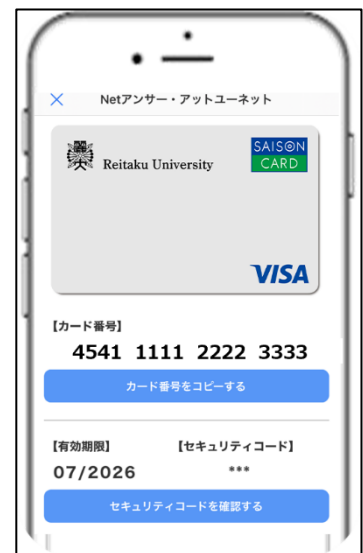 × Netアンサー・アットユーネット
麗大
Reitaku University
SAISON
CARD
VISA
【カード番号】
4541 1111 2222 3333
カード番号をコピーする
【有効期限】 【セキュリティコード】
07/2026 ***
セキュリティコードを確認する